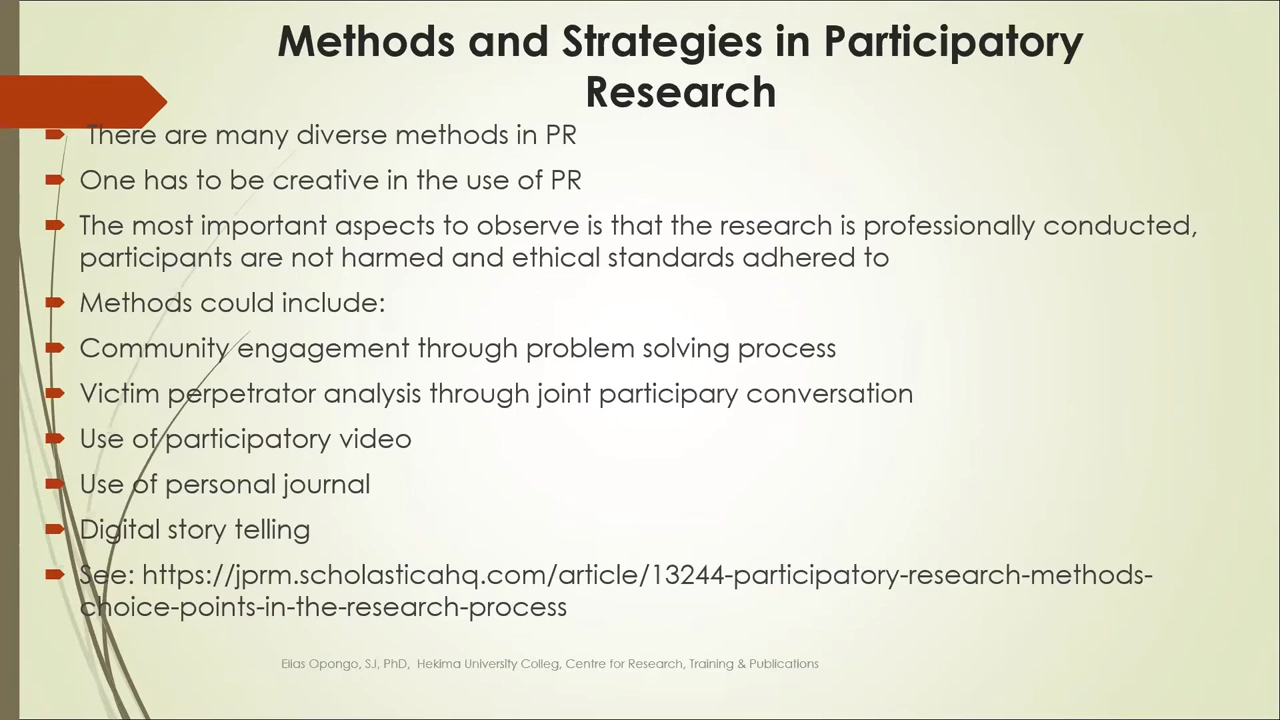 Methods and Strategies in Participatory
Research
There are many diverse methods in PR
One has to be creative in the use of PR
The most important aspects to observe is that the research is professionally conducted,
participants are not harmed and ethical standards adhered to
Methods could include:
Community engagement through problem solving process
Victim perpetrator analysis through joint participary conversation
Use of participatory video
Use of personal journal
Digital story telling
See: https://jprm.scholasticahq.com/article/13244-participatory-research-methods-
choice-points-in-the-research-process
Elias Opongo, SJ, PhD, Hekima University Colleg, Centre for Research, Training & Publications